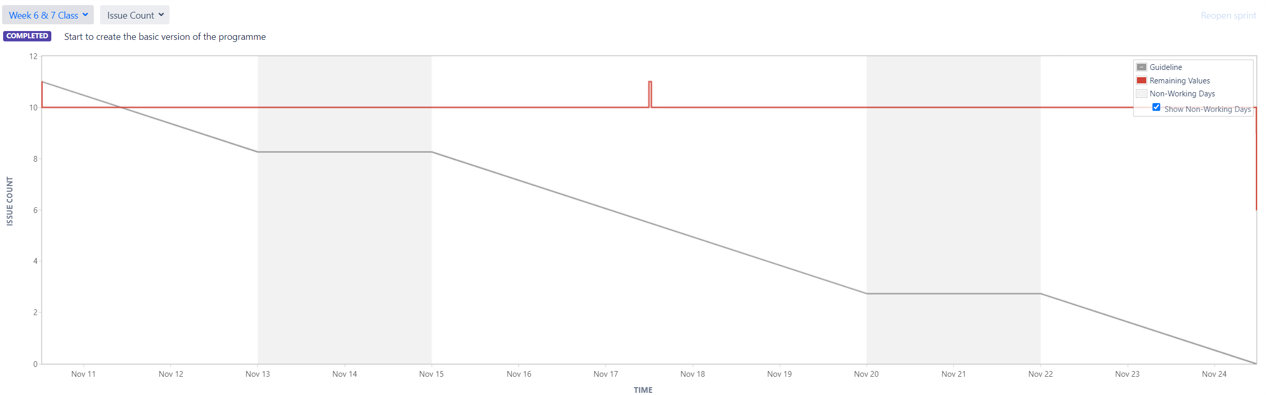 Week 6 & 7 Class Issue Count Reopen sprint
COMPLETED Start to create the basic version of the programme
12
10
8
6
4
2
0
ISSUE COUNT
Guideline
Remaining Values
Non-Working Days
Show Non-Working Days
Nov 11 Nov 12 Nov 13 Nov 14 Nov 15 Nov 16 Nov 17 Nov 18 Nov 19 Nov 20 Nov 21 Nov 22 Nov 23 Nov 24
TIME